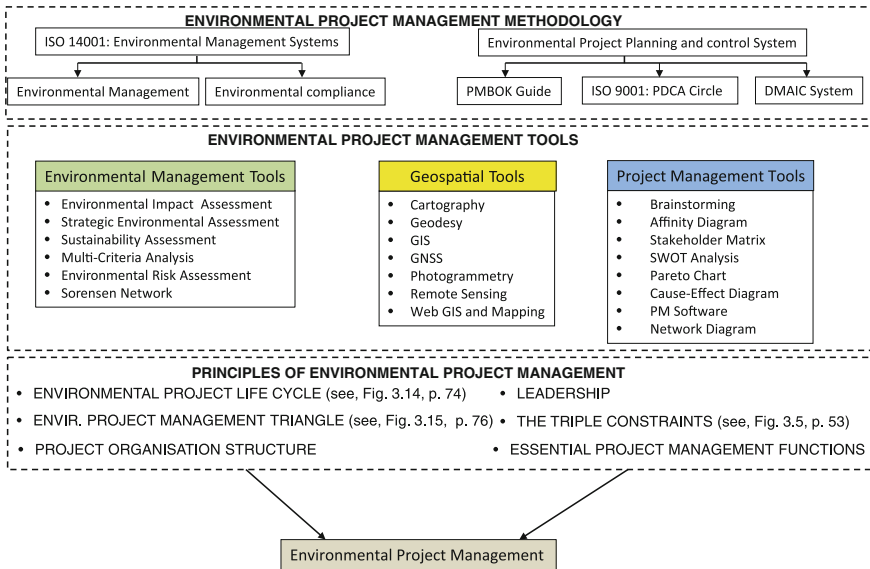 ENVIRONMENTAL PROJECT MANAGEMENT METHODOLOGY
ISO 14001: Environmental Management Systems
Environmental Project Planning and control System
Environmental Management
Environmental compliance
PMBOK Guide
ISO 9001: PDCA Circle
DMAIC System
ENVIRONMENTAL PROJECT MANAGEMENT TOOLS
Environmental Management Tools
• Environmental Impact Assessment
• Strategic Environmental Assessment
• Sustainability Assessment
• Multi-Criteria Analysis
• Environmental Risk Assessment
• Sorensen Network
Geospatial Tools
• Cartography
• Geodesy
• GIS
• GNSS
• Photogrammetry
• Remote Sensing
• Web GIS and Mapping
Project Management Tools
• Brainstorming
• Affinity Diagram
• Stakeholder Matrix
• SWOT Analysis
• Pareto Chart
• Cause-Effect Diagram
• PM Software
• Network Diagram
PRINCIPLES OF ENVIRONMENTAL PROJECT MANAGEMENT
• ENVIRONMENTAL PROJECT LIFE CYCLE (see, Fig. 3.14, p. 74)
• ENVIR. PROJECT MANAGEMENT TRIANGLE (see, Fig. 3.15, p. 76)
• PROJECT ORGANISATION STRUCTURE
• LEADERSHIP
• THE TRIPLE CONSTRAINTS (see, Fig. 3.5, p. 53)
• ESSENTIAL PROJECT MANAGEMENT FUNCTIONS
Environmental Project Management